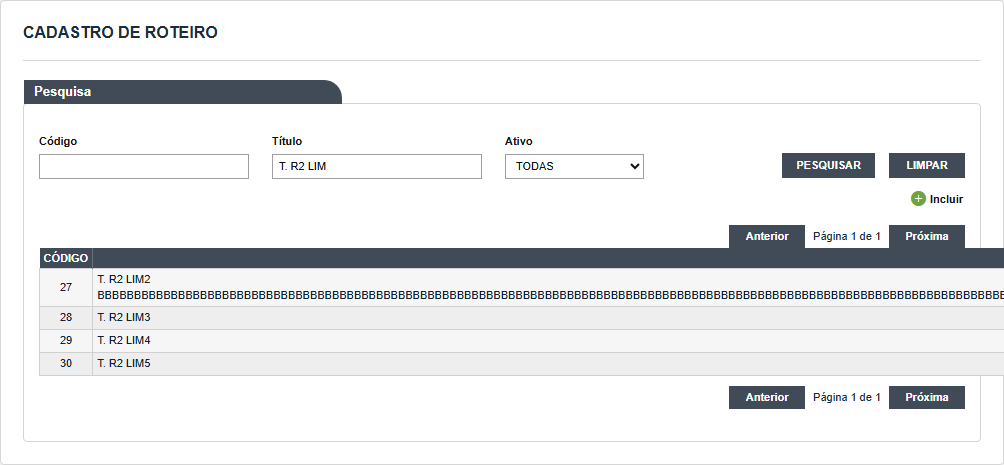 CADASTRO DE ROTEIRO
Pesquisa
Código Título Ativo
T. R2 LIM TODAS PESQUISAR LIMPAR
Incluir
Anterior Página 1 de 1 Próxima
CÓDIGO
27 T. R2 LIM2
28 T. R2 LIM3
29 T. R2 LIM4
30 T. R2 LIM5
Anterior Página 1 de 1 Próxima